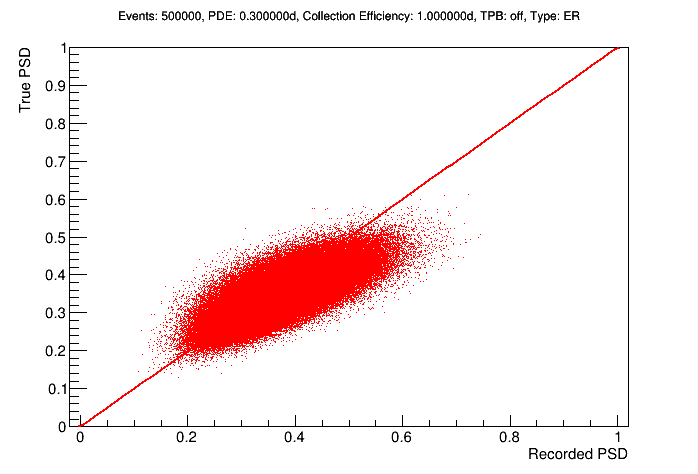 Events: 500000, PDE: 0.300000d, Collection Efficiency: 1.000000d, TPB: off, Type: ER
True PSD
1
0.9
0.8
0.7
0.6
0.5
0.4
0.3
0.2
0.1
0
0 0.2 0.4 0.6 0.8 1
Recorded PSD